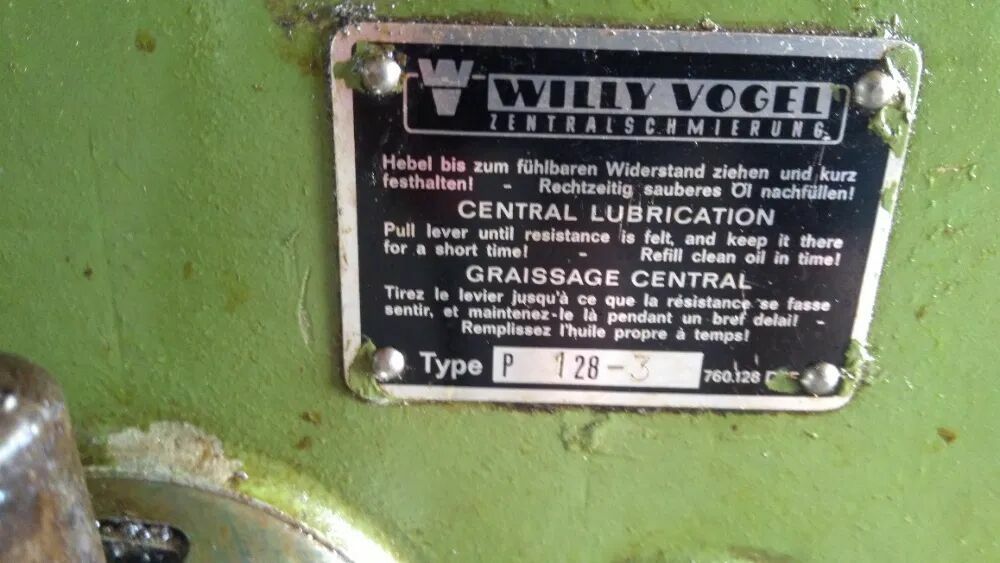 WV WILLY VOGEL
ZENTRALSCHMIERUNG
Hebel bis zum fühlbaren Widerstand ziehen und kurz
festhalten! - Rechtzeitig sauberes Öl nachfüllen!
CENTRAL LUBRICATION
Pull lever until resistance is felt, and keep it there
for a short time! - Refill clean oil in time!
GRAISSAGE CENTRAL
Tirez le levier jusqu'à ce que la résistance se fasse
sentir, et maintenez-le là pendant un bref delai! -
Remplissez l'huile propre à temps!
Type P 128-3 760.128